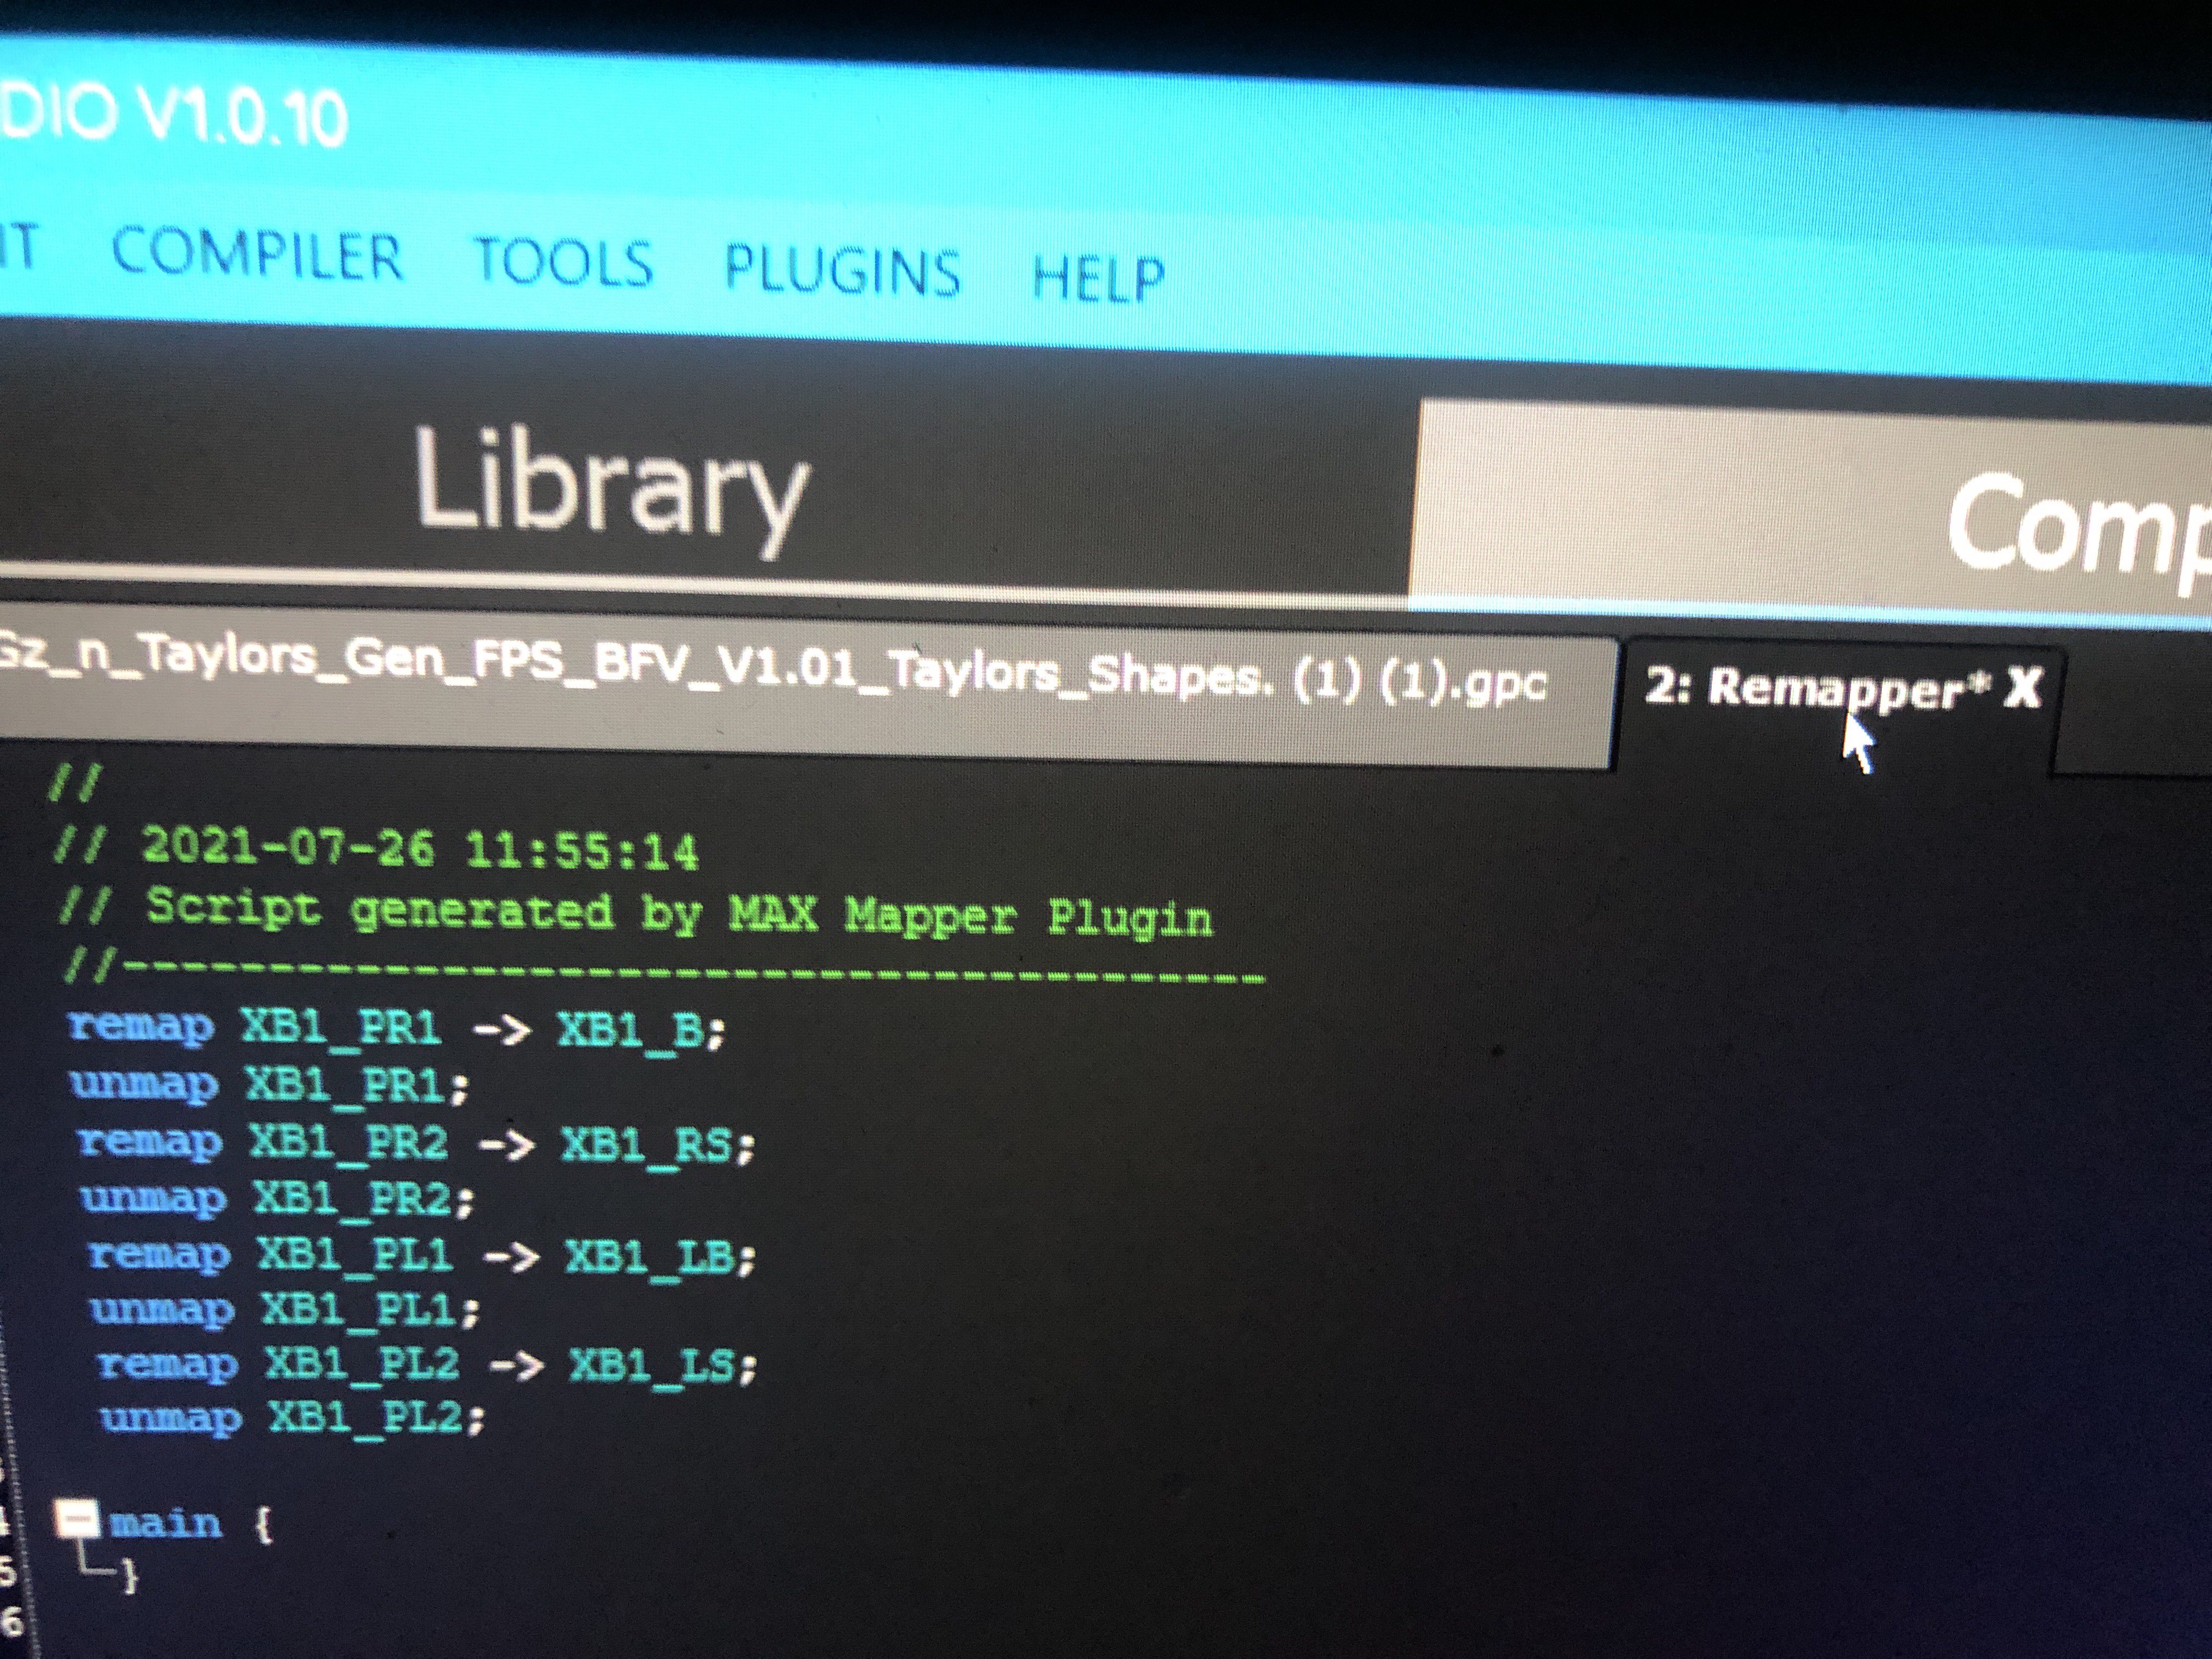 DIO V1.0.10
IT COMPILER TOOLS PLUGINS HELP
Library
Comp
Gz_n_Taylors_Gen_FPS_BFV_V1.01_Taylors_Shapes. (1) (1).gpc
2: Remapper* X
//
// 2021-07-26 11:55:14
// Script generated by MAX Mapper Plugin
//----------------------------------------
remap XB1_PR1 -> XB1_B;
unmap XB1_PR1;
remap XB1_PR2 -> XB1_RS;
unmap XB1_PR2;
remap XB1_PL1 -> XB1_LB;
unmap XB1_PL1;
remap XB1_PL2 -> XB1_LS;
unmap XB1_PL2;
main {
5 }
6